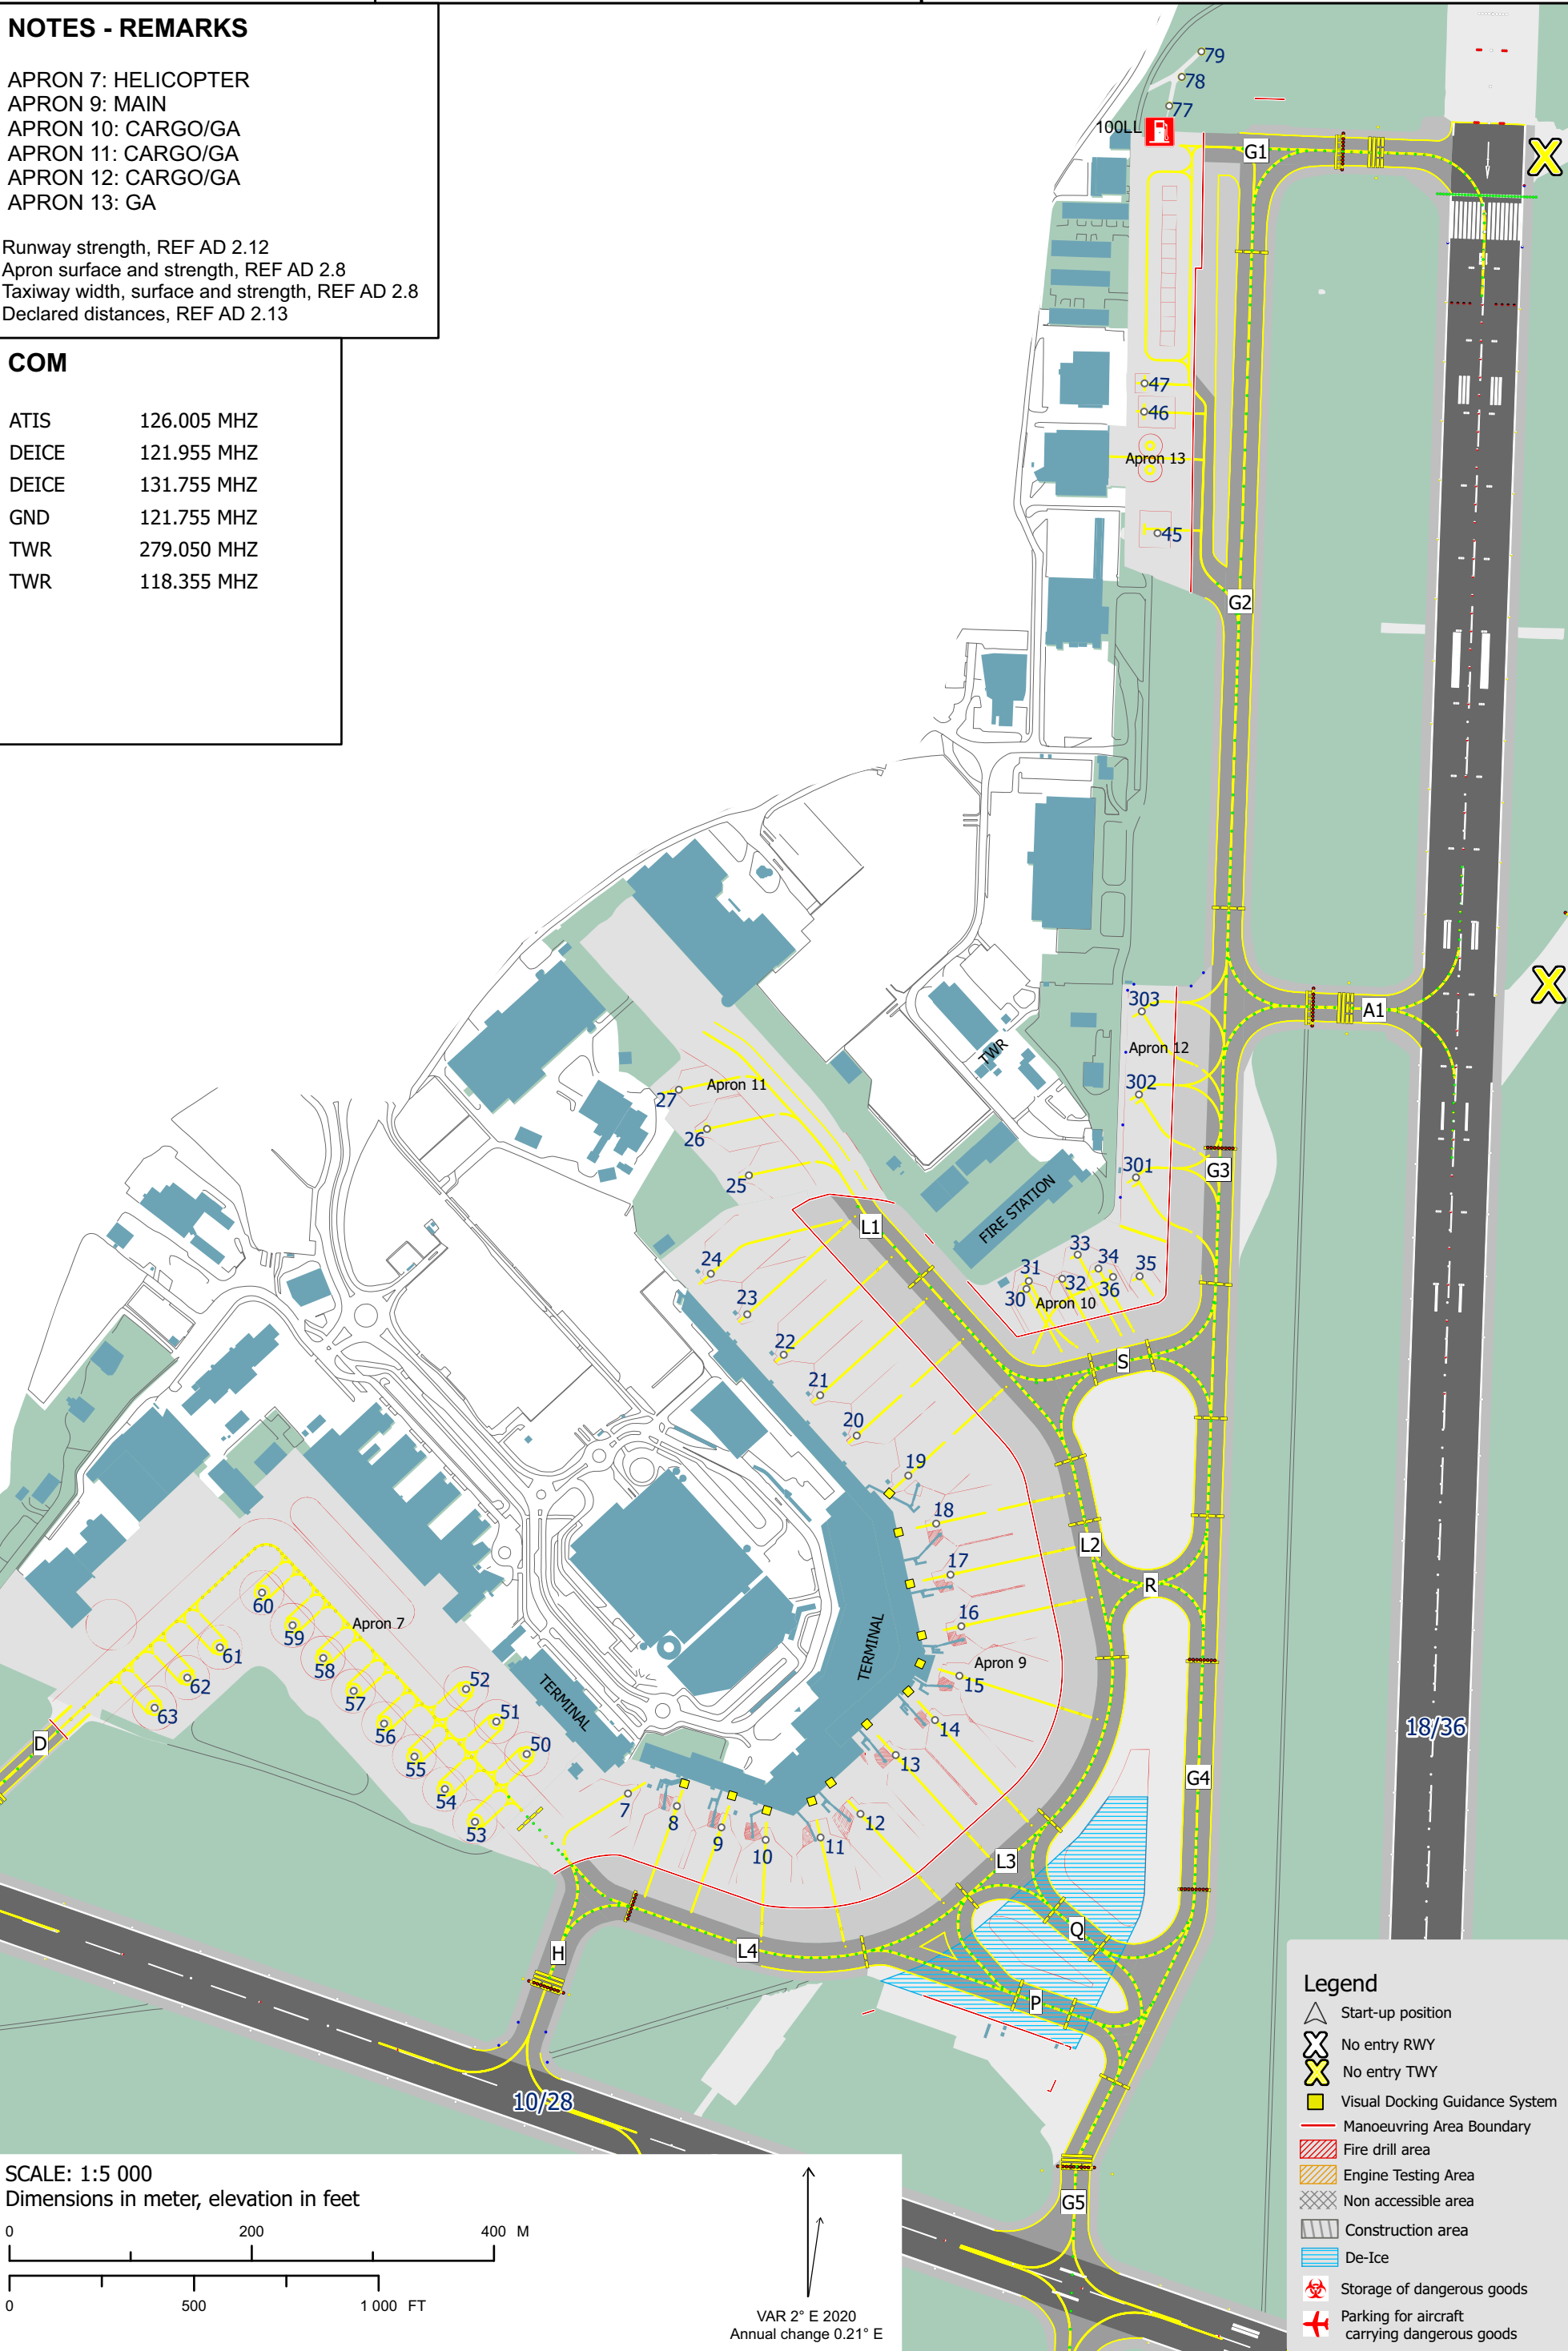 NOTES - REMARKS
APRON 7: HELICOPTER
APRON 9: MAIN
APRON 10: CARGO/GA
APRON 11: CARGO/GA
APRON 12: CARGO/GA
APRON 13: GA
Runway strength, REF AD 2.12
Apron surface and strength, REF AD 2.8
Taxiway width, surface and strength, REF AD 2.8
Declared distances, REF AD 2.13
COM
ATIS 126.005 MHZ
DEICE 121.955 MHZ
DEICE 131.755 MHZ
GND 121.755 MHZ
TWR 279.050 MHZ
TWR 118.355 MHZ
79
78
77
100LL
G1
47
46
Apron 13
45
G2
303
A1
Apron 12
TWR
302
Apron 11
27
26
301
G3
25
FIRE STATION
L1
24
33
34
35
31
32
36
30
Apron 10
23
22
S
21
20
19
18
L2
17
R
60
16
Apron 7
59
TERMINAL
61
58
Apron 9
15
62
57
52
TERMINAL
63
56
51
14
18/36
D
55
50
13
G4
54
7
8
12
53
9
11
10
L3
Q
H
L4
P
10/28
G5
Legend
Start-up position
No entry RWY
No entry TWY
Visual Docking Guidance System
Manoeuvring Area Boundary
Fire drill area
Engine Testing Area
Non accessible area
Construction area
De-Ice
Storage of dangerous goods
Parking for aircraft
carrying dangerous goods
SCALE: 1:5 000
Dimensions in meter, elevation in feet
0 200 400 M
0 500 1 000 FT
VAR 2° E 2020
Annual change 0.21° E